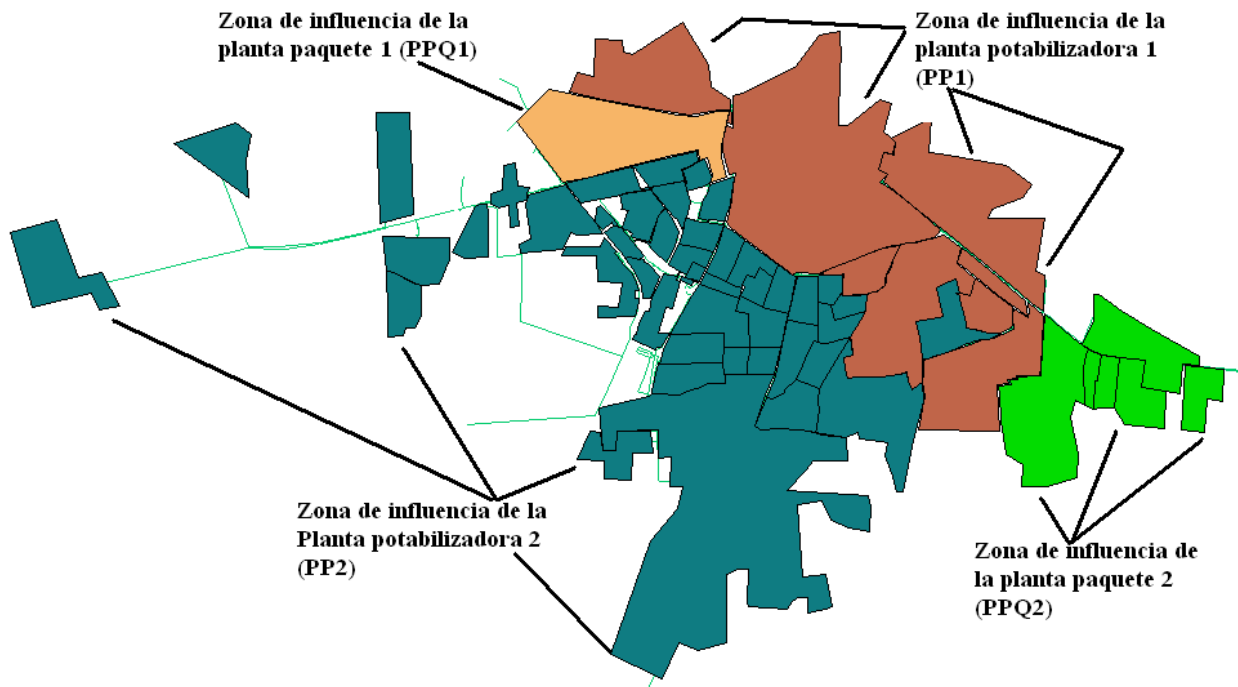 Zona de influencia de la
planta paquete 1 (PPQ1)
Zona de influencia de la
planta potabilizadora 1
(PP1)
Zona de influencia de la
Planta potabilizadora 2
(PP2)
Zona de influencia de
la planta paquete 2
(PPQ2)